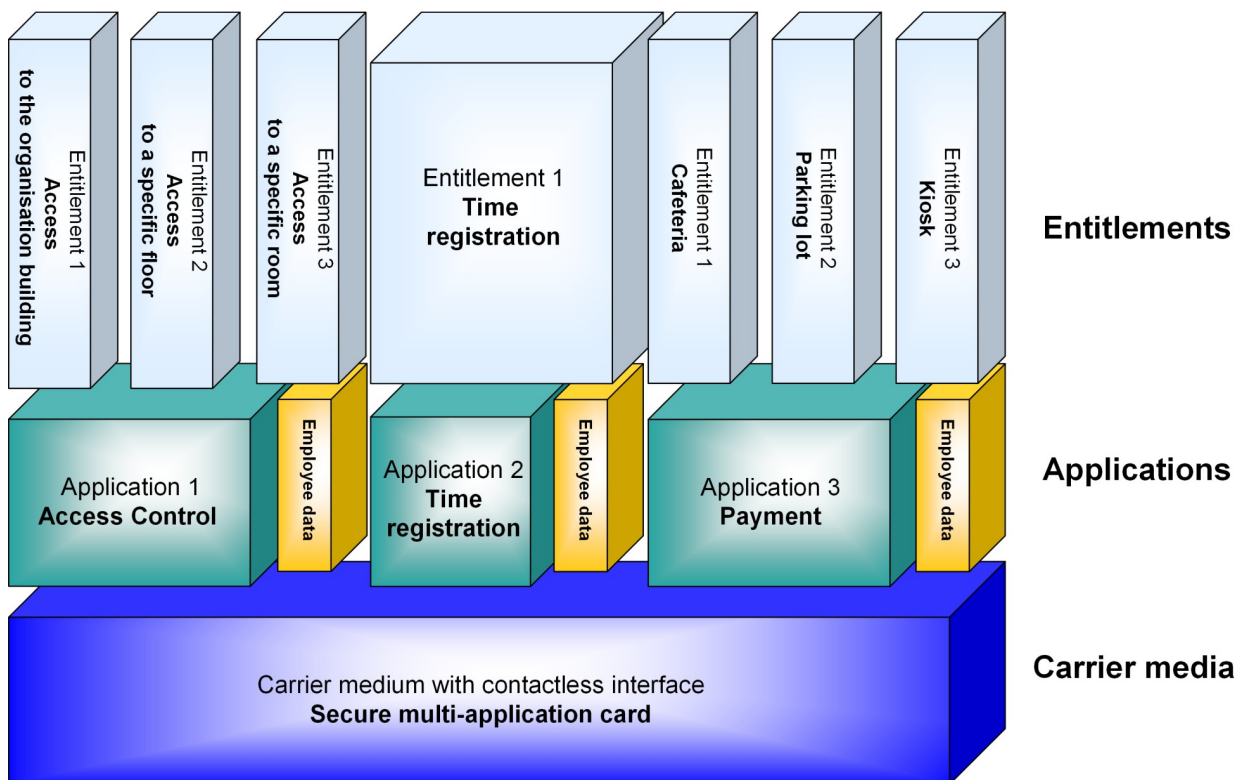 Entitlement 1
Access
to the organisation building
Entitlement 2
Access
to a specific floor
Entitlement 3
Access
to a specific room
Entitlement 1
Time
registration
Entitlement 1
Cafeteria
Entitlement 2
Parking lot
Entitlement 3
Kiosk
Entitlements
Application 1
Access Control
Employee data
Application 2
Time
registration
Employee data
Application 3
Payment
Employee data
Applications
Carrier medium with contactless interface
Secure multi-application card
Carrier media